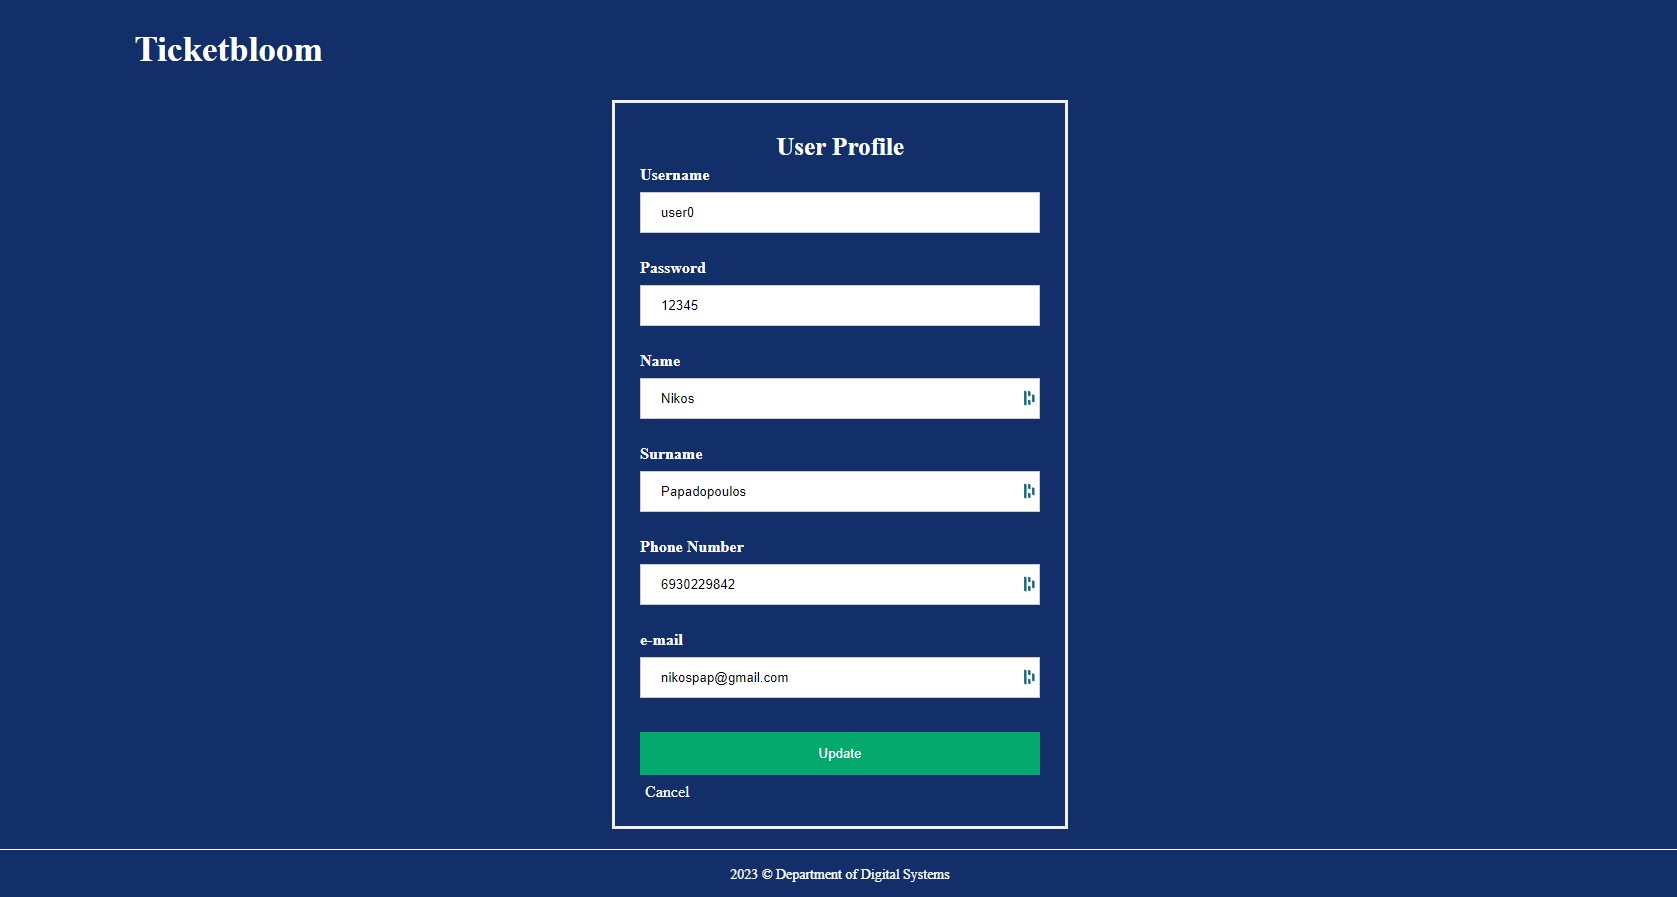 Ticketbloom
User Profile
Username
user0
Password
12345
Name
Nikos
Surname
Papadopoulos
Phone Number
6930229842
e-mail
nikospap@gmail.com
Update
Cancel
2023 © Department of Digital Systems